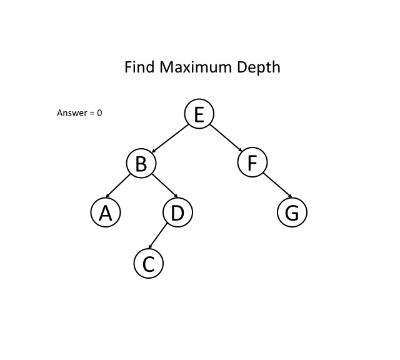 Find Maximum Depth
Answer = 0
E
B
F
A
D
G
C